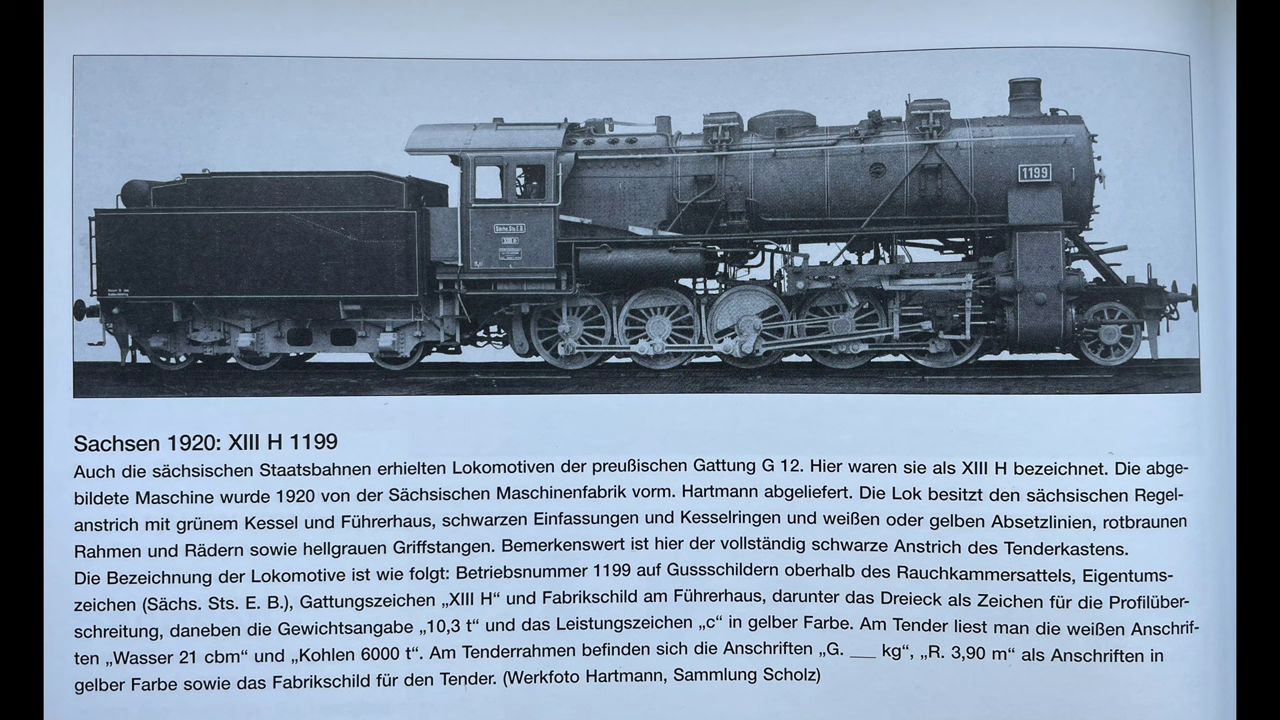 1199
Sächs. Sts. E. B.
XIII H
Sachsen 1920: XIII H 1199
Auch die sächsischen Staatsbahnen erhielten Lokomotiven der preußischen Gattung G 12. Hier waren sie als XIII H bezeichnet. Die abge-
bildete Maschine wurde 1920 von der Sächsischen Maschinenfabrik vorm. Hartmann abgeliefert. Die Lok besitzt den sächsischen Regel-
anstrich mit grünem Kessel und Führerhaus, schwarzen Einfassungen und Kesselringen und weißen oder gelben Absetzlinien, rotbraunen
Rahmen und Rädern sowie hellgrauen Griffstangen. Bemerkenswert ist hier der vollständig schwarze Anstrich des Tenderkastens.
Die Bezeichnung der Lokomotive ist wie folgt: Betriebsnummer 1199 auf Gussschildern oberhalb des Rauchkammersattels, Eigentums-
zeichen (Sächs. Sts. E. B.), Gattungszeichen „XIII H“ und Fabrikschild am Führerhaus, darunter das Dreieck als Zeichen für die Profilüber-
schreitung, daneben die Gewichtsangabe „10,3 t“ und das Leistungszeichen „c“ in gelber Farbe. Am Tender liest man die weißen Anschrif-
ten „Wasser 21 cbm“ und „Kohlen 6000 t“. Am Tenderrahmen befinden sich die Anschriften „G. ___ kg“, „R. 3,90 m“ als Anschriften in
gelber Farbe sowie das Fabrikschild für den Tender. (Werkfoto Hartmann, Sammlung Scholz)